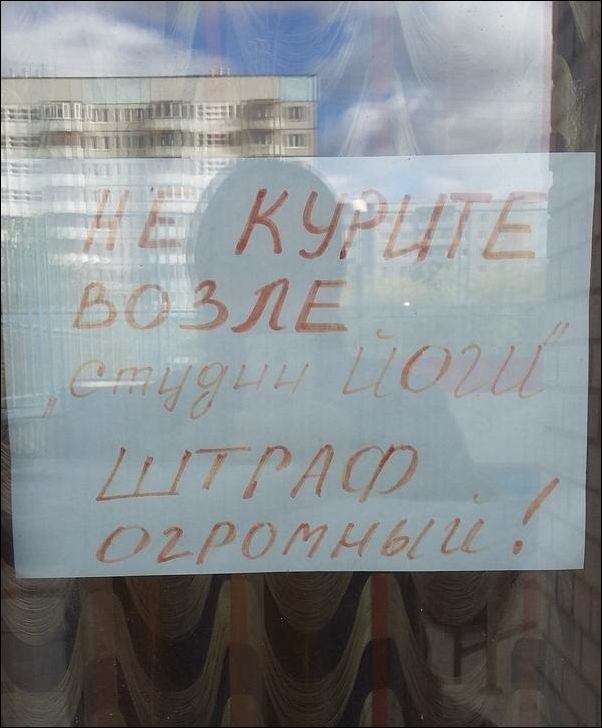 НЕ КУРИТЕ
ВОЗЛЕ
„Студии ЙОГИ"
ШТРАФ
ОГРОМНЫЙ!